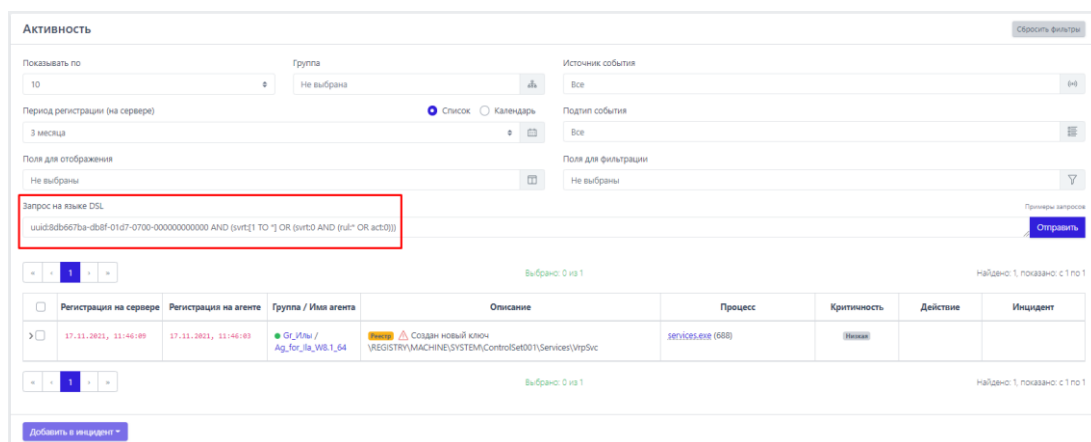 Активность
Сбросить фильтры
Показывать по
Группа
Источник события
10
Не выбрана
Все
Период регистрации (на сервере)
Список
Календарь
Подтип события
3 месяца
Все
Поля для отображения
Поля для фильтрации
Не выбраны
Не выбраны
Запрос на языке DSL
Примеры запросов
uuid:8db667ba-db8f-01d7-0700-000000000000 AND (svrt:[1 TO *] OR (svrt:0 AND (rul:* OR act:0)))
Отправить
« ‹ 1 › »
Выбрано: 0 из 1
Найдено: 1, показано: с 1 по 1
Регистрация на сервере
Регистрация на агенте
Группа / Имя агента
Описание
Процесс
Критичность
Действие
Инцидент
17.11.2021, 11:46:09
17.11.2021, 11:46:03
Gr_Илы /
Ag_for_ila_W8.1_64
Реестр Создан новый ключ
\REGISTRY\MACHINE\SYSTEM\ControlSet001\Services\VrpSvc
services.exe (688)
Низкая
« ‹ 1 › »
Выбрано: 0 из 1
Найдено: 1, показано: с 1 по 1
Добавить в инцидент